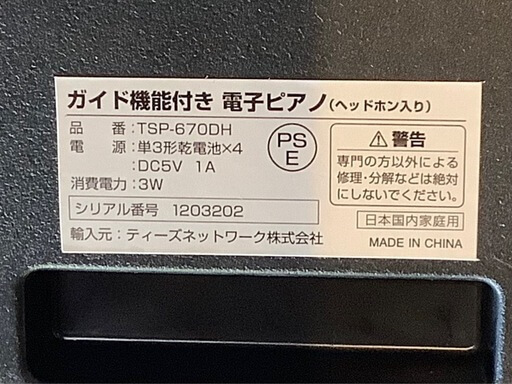 ガイド機能付き 電子ピアノ(ヘッドホン入り)
品 番:TSP-670DH
電 源:単3形乾電池×4
:DC5V 1A
消費電力:3W
シリアル番号 1203202
輸入元:ティーズネットワーク株式会社
PS
E
警告
専門の方以外による
修理・分解などは絶対
にしないでください。
日本国内家庭用
MADE IN CHINA